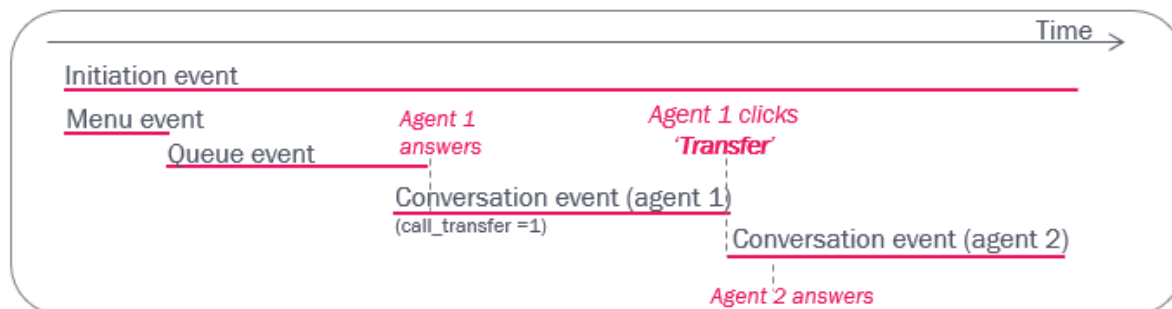 Time
Initiation event
Menu event
Queue event
Agent 1
answers
Agent 1 clicks
‘Transfer’
Conversation event (agent 1)
(call_transfer =1)
Conversation event (agent 2)
Agent 2 answers